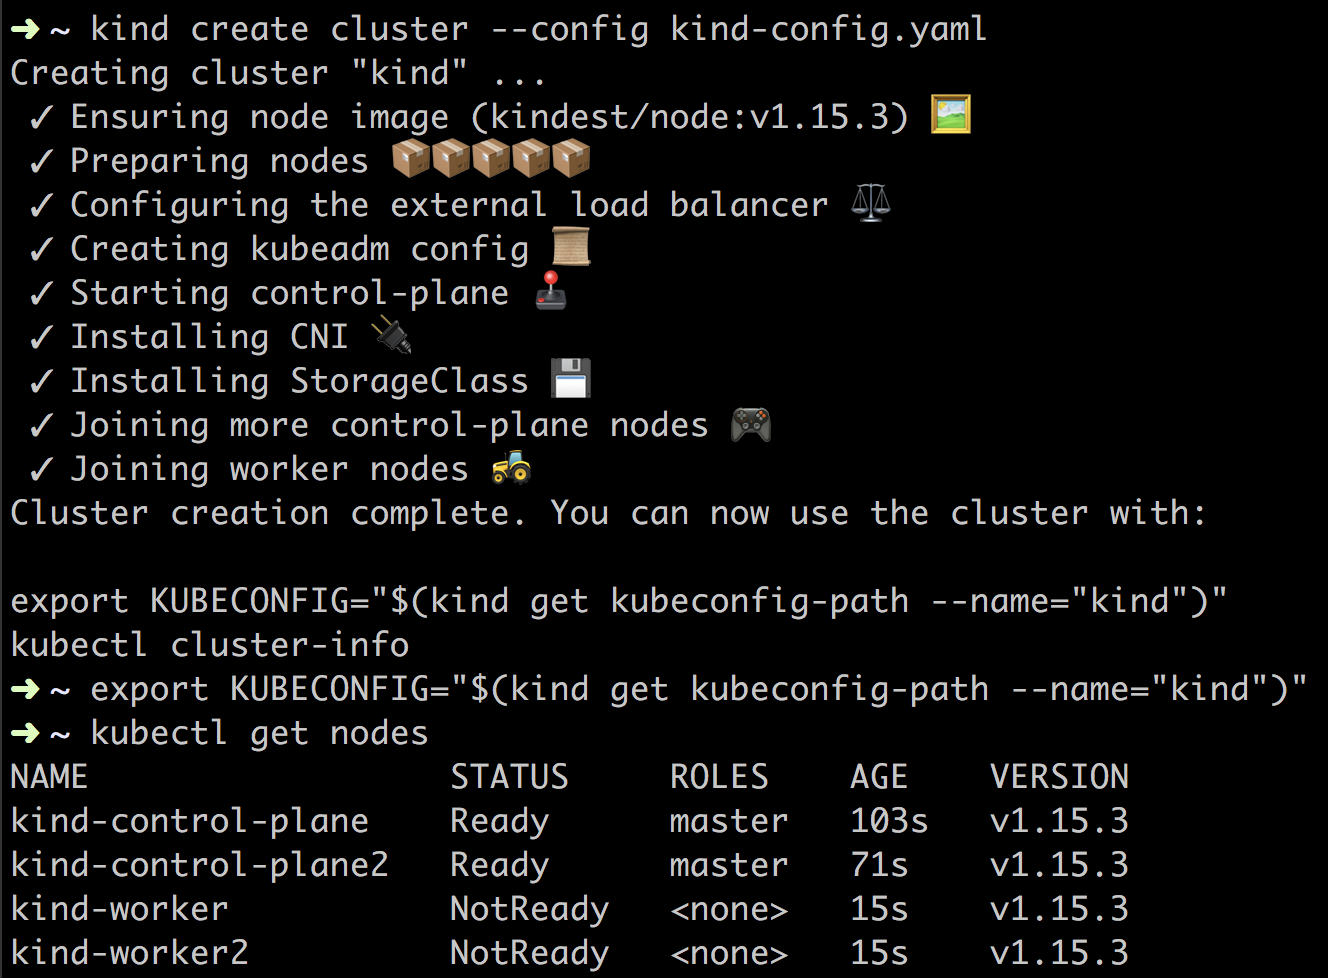 ➜ ~ kind create cluster --config kind-config.yaml
Creating cluster "kind" ...
 ✓ Ensuring node image (kindest/node:v1.15.3) 🖼
 ✓ Preparing nodes 📦📦📦📦📦
 ✓ Configuring the external load balancer ⚖️
 ✓ Creating kubeadm config 📜
 ✓ Starting control-plane 🕹️
 ✓ Installing CNI 🔌
 ✓ Installing StorageClass 💾
 ✓ Joining more control-plane nodes 🎮
 ✓ Joining worker nodes 🚜
Cluster creation complete. You can now use the cluster with:

export KUBECONFIG="$(kind get kubeconfig-path --name="kind")"
kubectl cluster-info
➜ ~ export KUBECONFIG="$(kind get kubeconfig-path --name="kind")"
➜ ~ kubectl get nodes
NAME                  STATUS     ROLES    AGE    VERSION
kind-control-plane    Ready      master   103s   v1.15.3
kind-control-plane2   Ready      master   71s    v1.15.3
kind-worker           NotReady   <none>   15s    v1.15.3
kind-worker2          NotReady   <none>   15s    v1.15.3